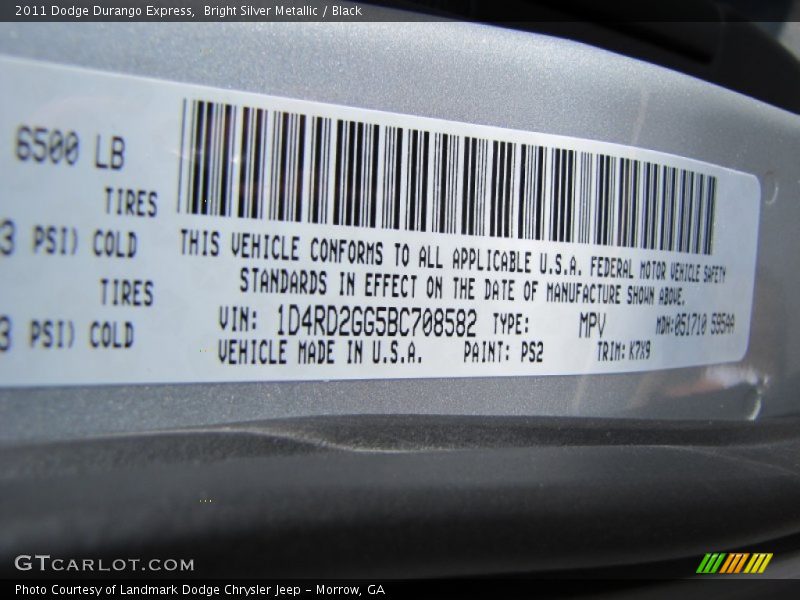 2011 Dodge Durango Express, Bright Silver Metallic / Black
6500 LB
TIRES
3 PSI) COLD
TIRES
3 PSI) COLD
THIS VEHICLE CONFORMS TO ALL APPLICABLE U.S.A. FEDERAL MOTOR VEHICLE SAFETY
STANDARDS IN EFFECT ON THE DATE OF MANUFACTURE SHOWN ABOVE.
VIN: 1D4RD2GG5BC708582 TYPE: MPV MDH:051710 595AA
VEHICLE MADE IN U.S.A. PAINT: PS2 TRIM: K7X9
GTCARLOT.COM
Photo Courtesy of Landmark Dodge Chrysler Jeep - Morrow, GA